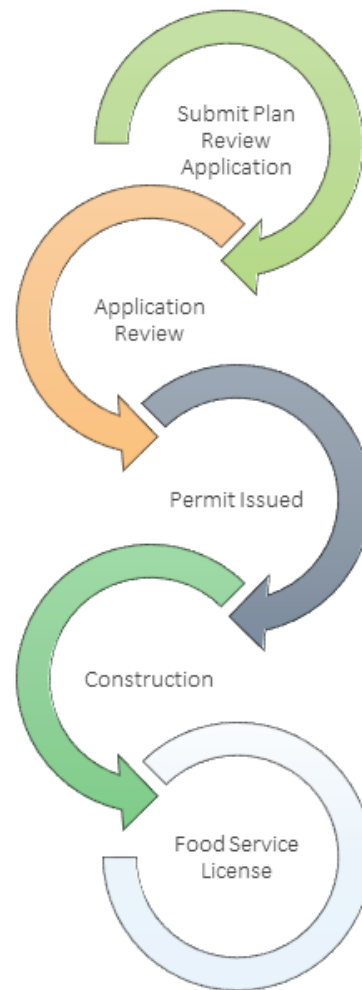 Submit Plan
Review
Application
Application
Review
Permit Issued
Construction
Food Service
License